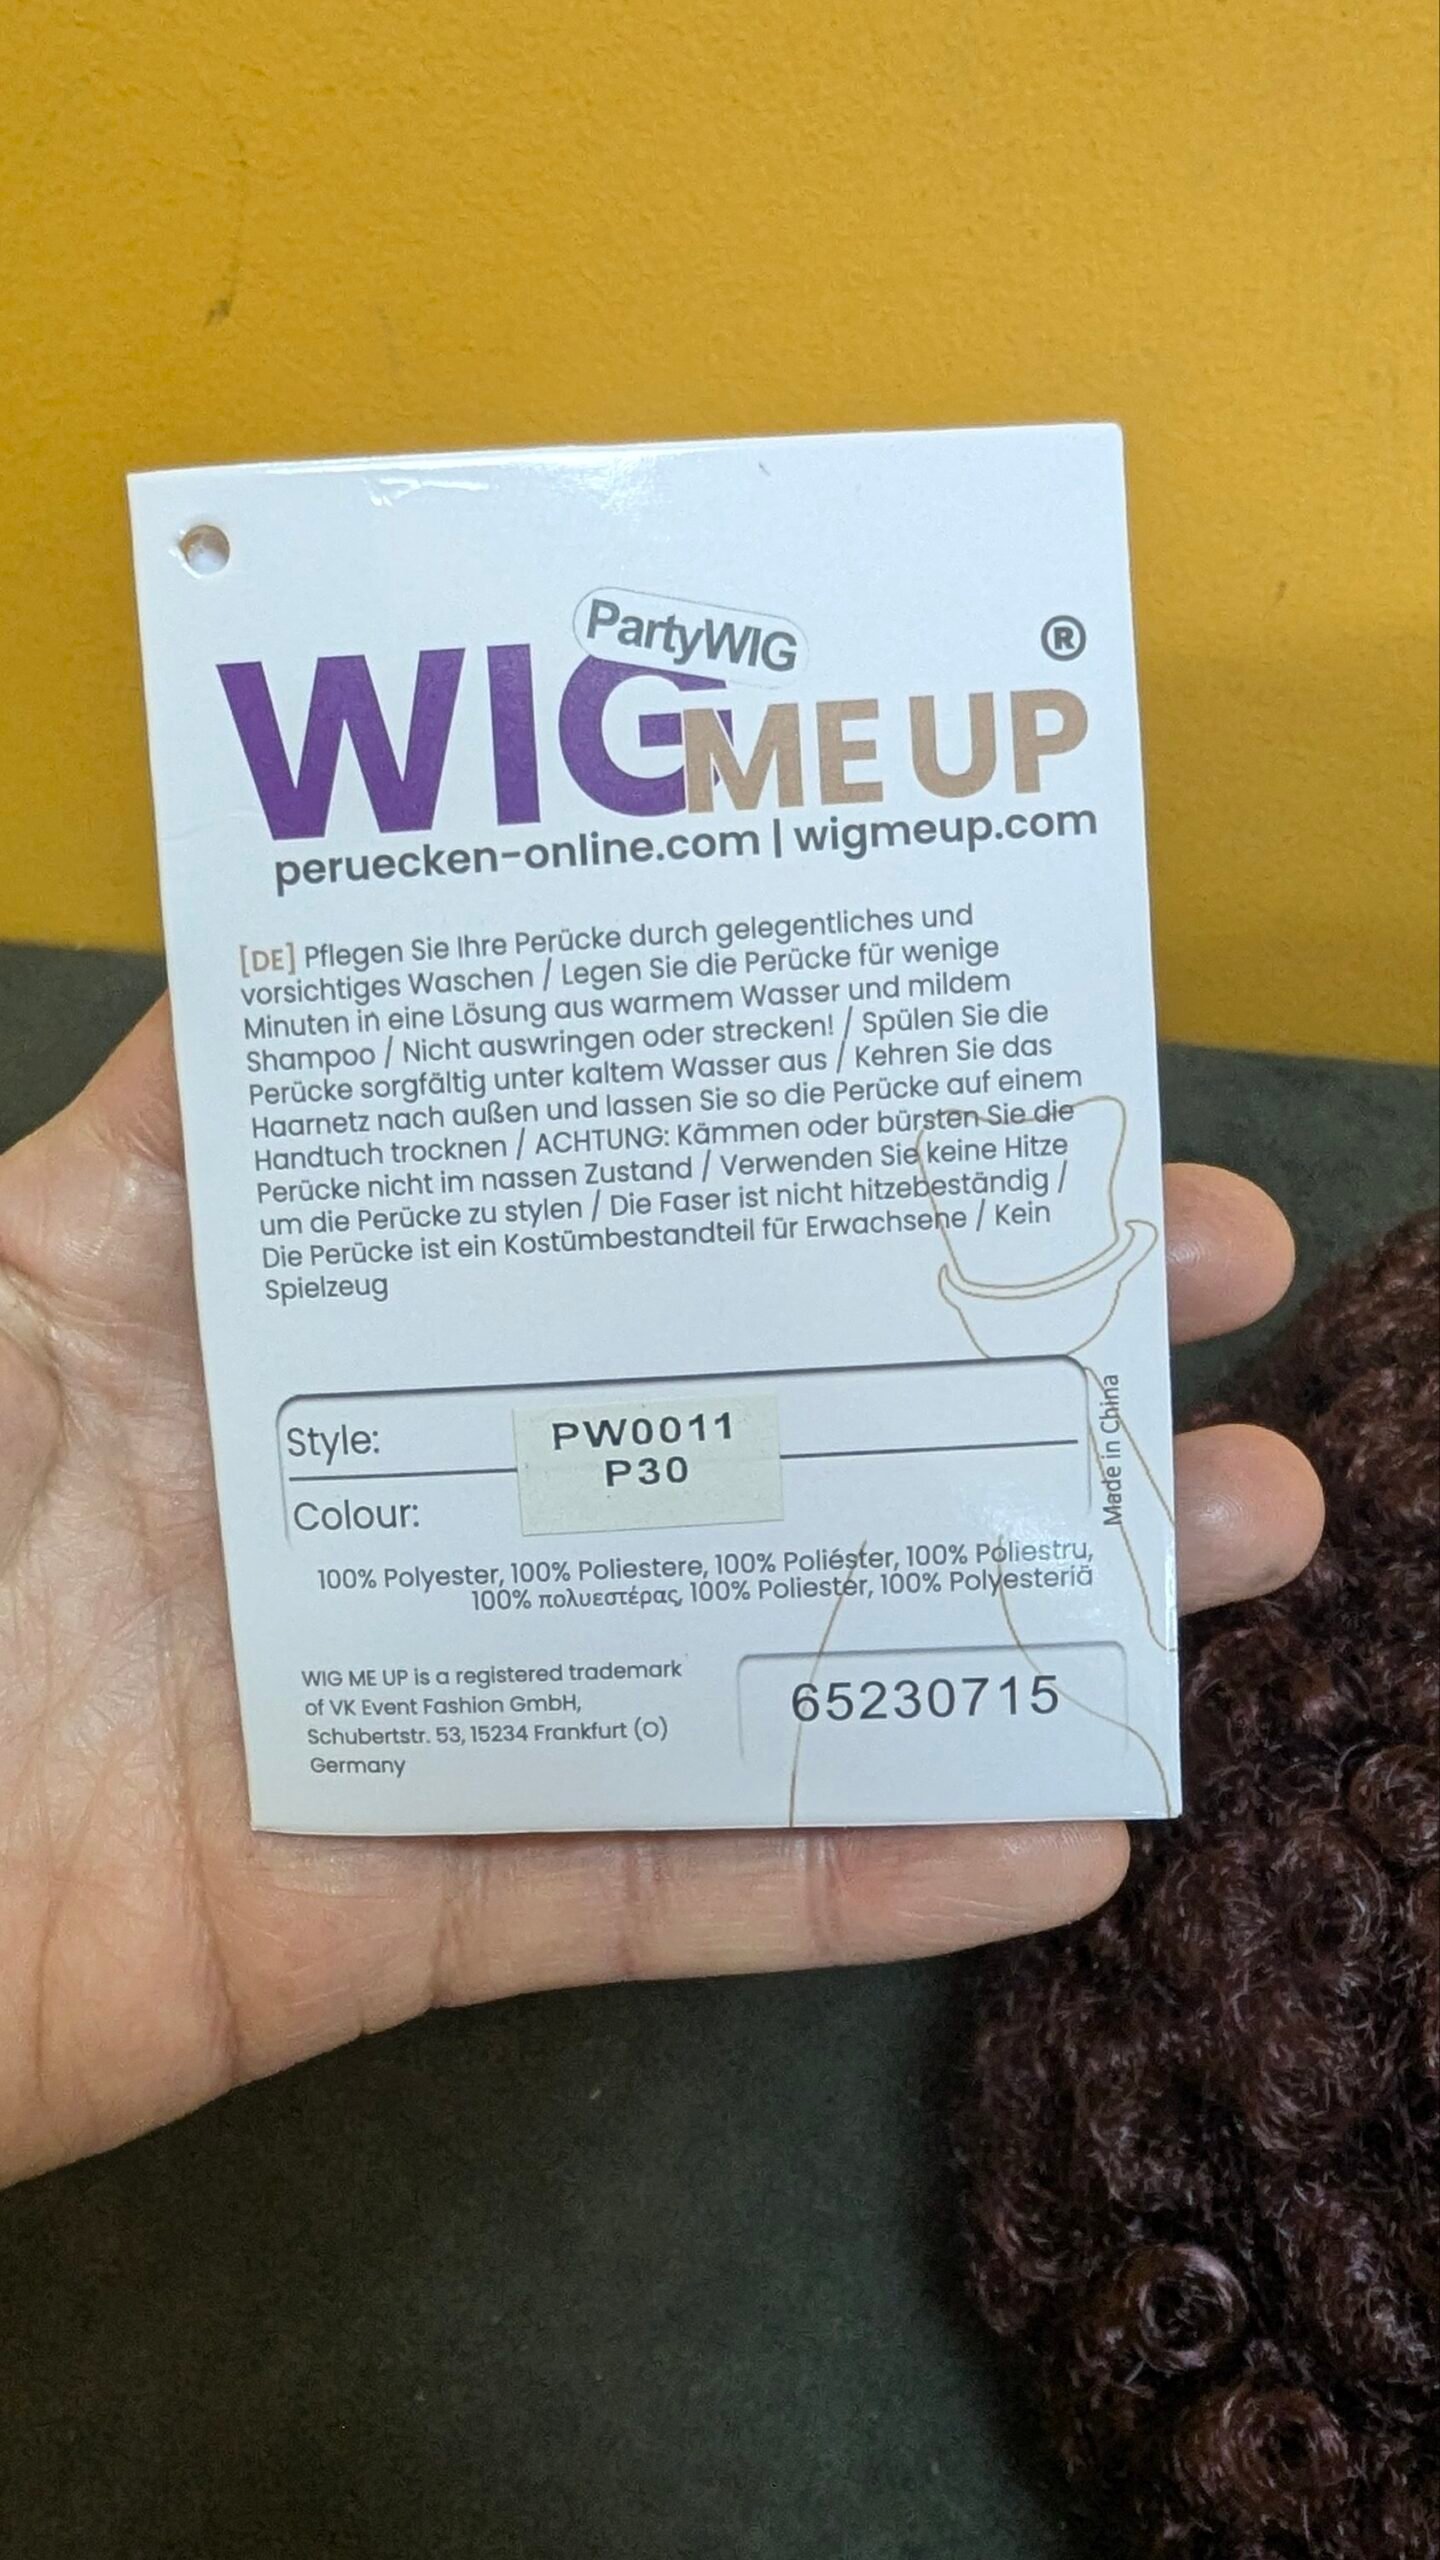 PartyWIG
WIG ME UP ®
peruecken-online.com | wigmeup.com
[DE] Pflegen Sie Ihre Perücke durch gelegentliches und
vorsichtiges Waschen / Legen Sie die Perücke für wenige
Minuten in eine Lösung aus warmem Wasser und mildem
Shampoo / Nicht auswringen oder strecken! / Spülen Sie die
Perücke sorgfältig unter kaltem Wasser aus / Kehren Sie das
Haarnetz nach außen und lassen Sie so die Perücke auf einem
Handtuch trocknen / ACHTUNG: Kämmen oder bürsten Sie die
Perücke nicht im nassen Zustand / Verwenden Sie keine Hitze
um die Perücke zu stylen / Die Faser ist nicht hitzebeständig /
Die Perücke ist ein Kostümbestandteil für Erwachsene / Kein
Spielzeug
Style: PW0011
P30
Colour:
Made in China
100% Polyester, 100% Poliestere, 100% Poliéster, 100% Poliestru,
100% πολυεστέρας, 100% Poliester, 100% Polyesteriä
WIG ME UP is a registered trademark
of VK Event Fashion GmbH,
Schubertstr. 53, 15234 Frankfurt (O)
Germany
65230715